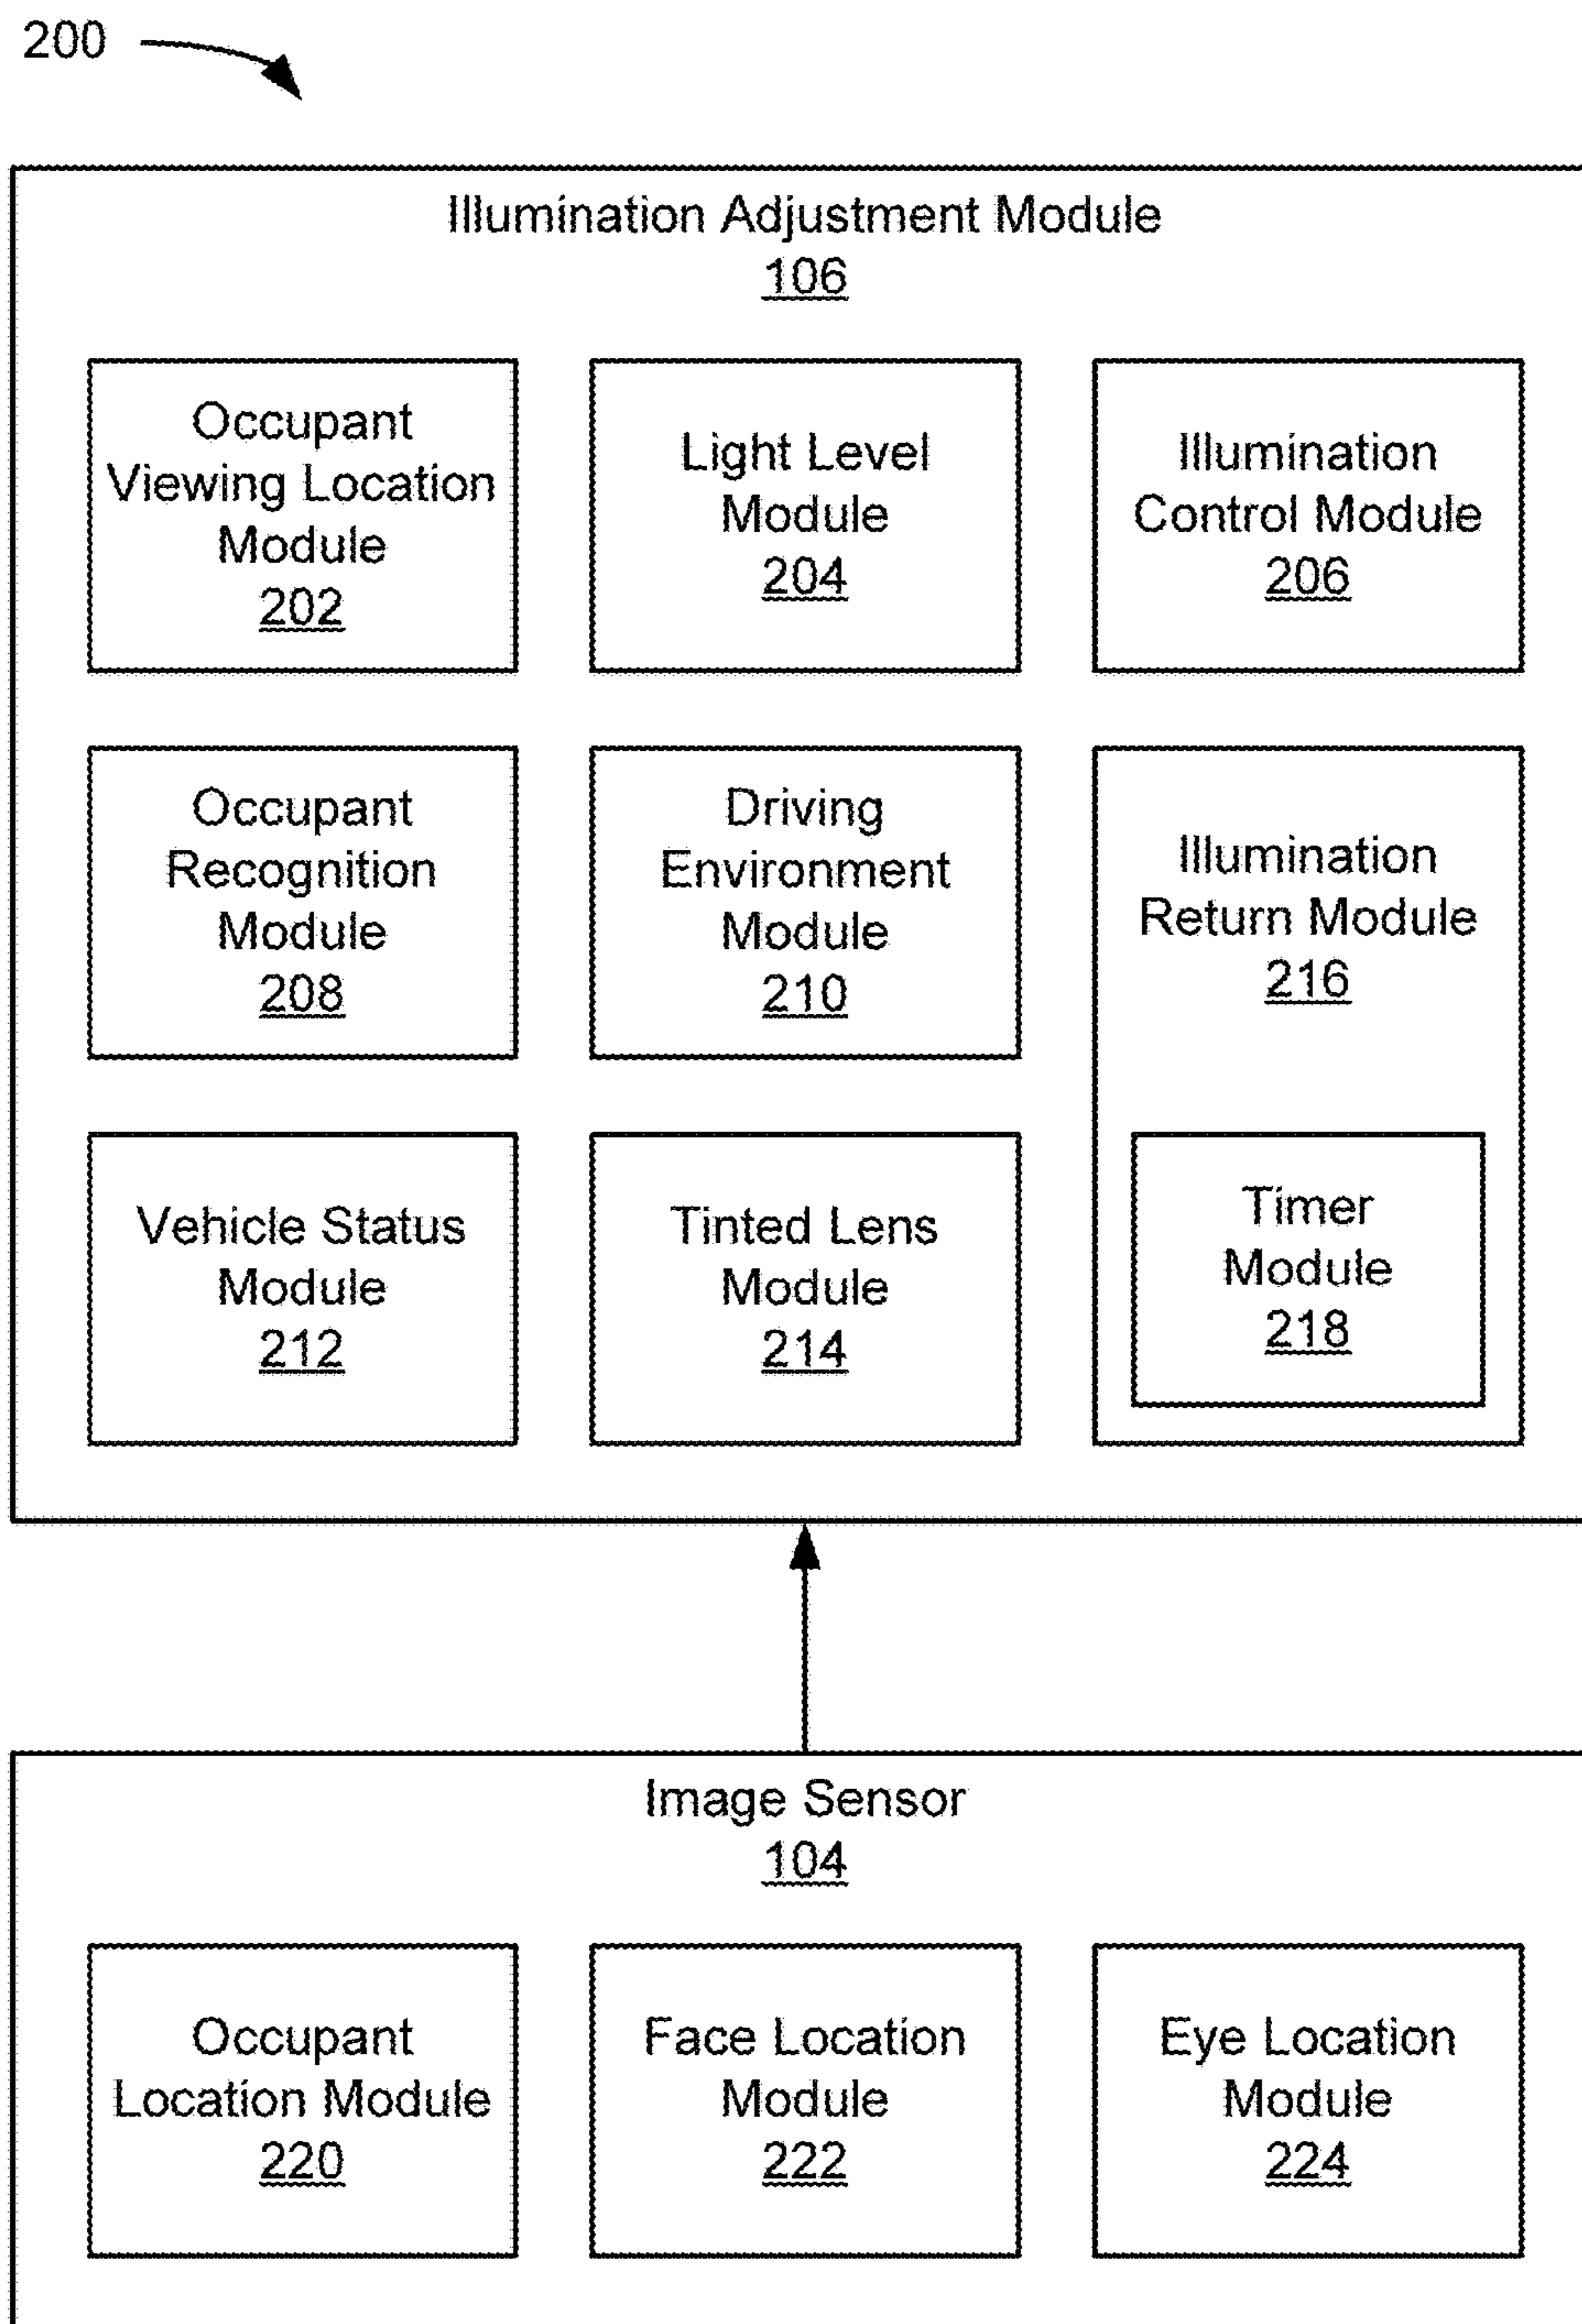 200
Illumination Adjustment Module
106
Occupant
Viewing Location
Module
202
Light Level
Module
204
Illumination
Control Module
206
Occupant
Recognition
Module
208
Driving
Environment
Module
210
Illumination
Return Module
216
Vehicle Status
Module
212
Tinted Lens
Module
214
Timer
Module
218
Image Sensor
104
Occupant
Location Module
220
Face Location
Module
222
Eye Location
Module
224